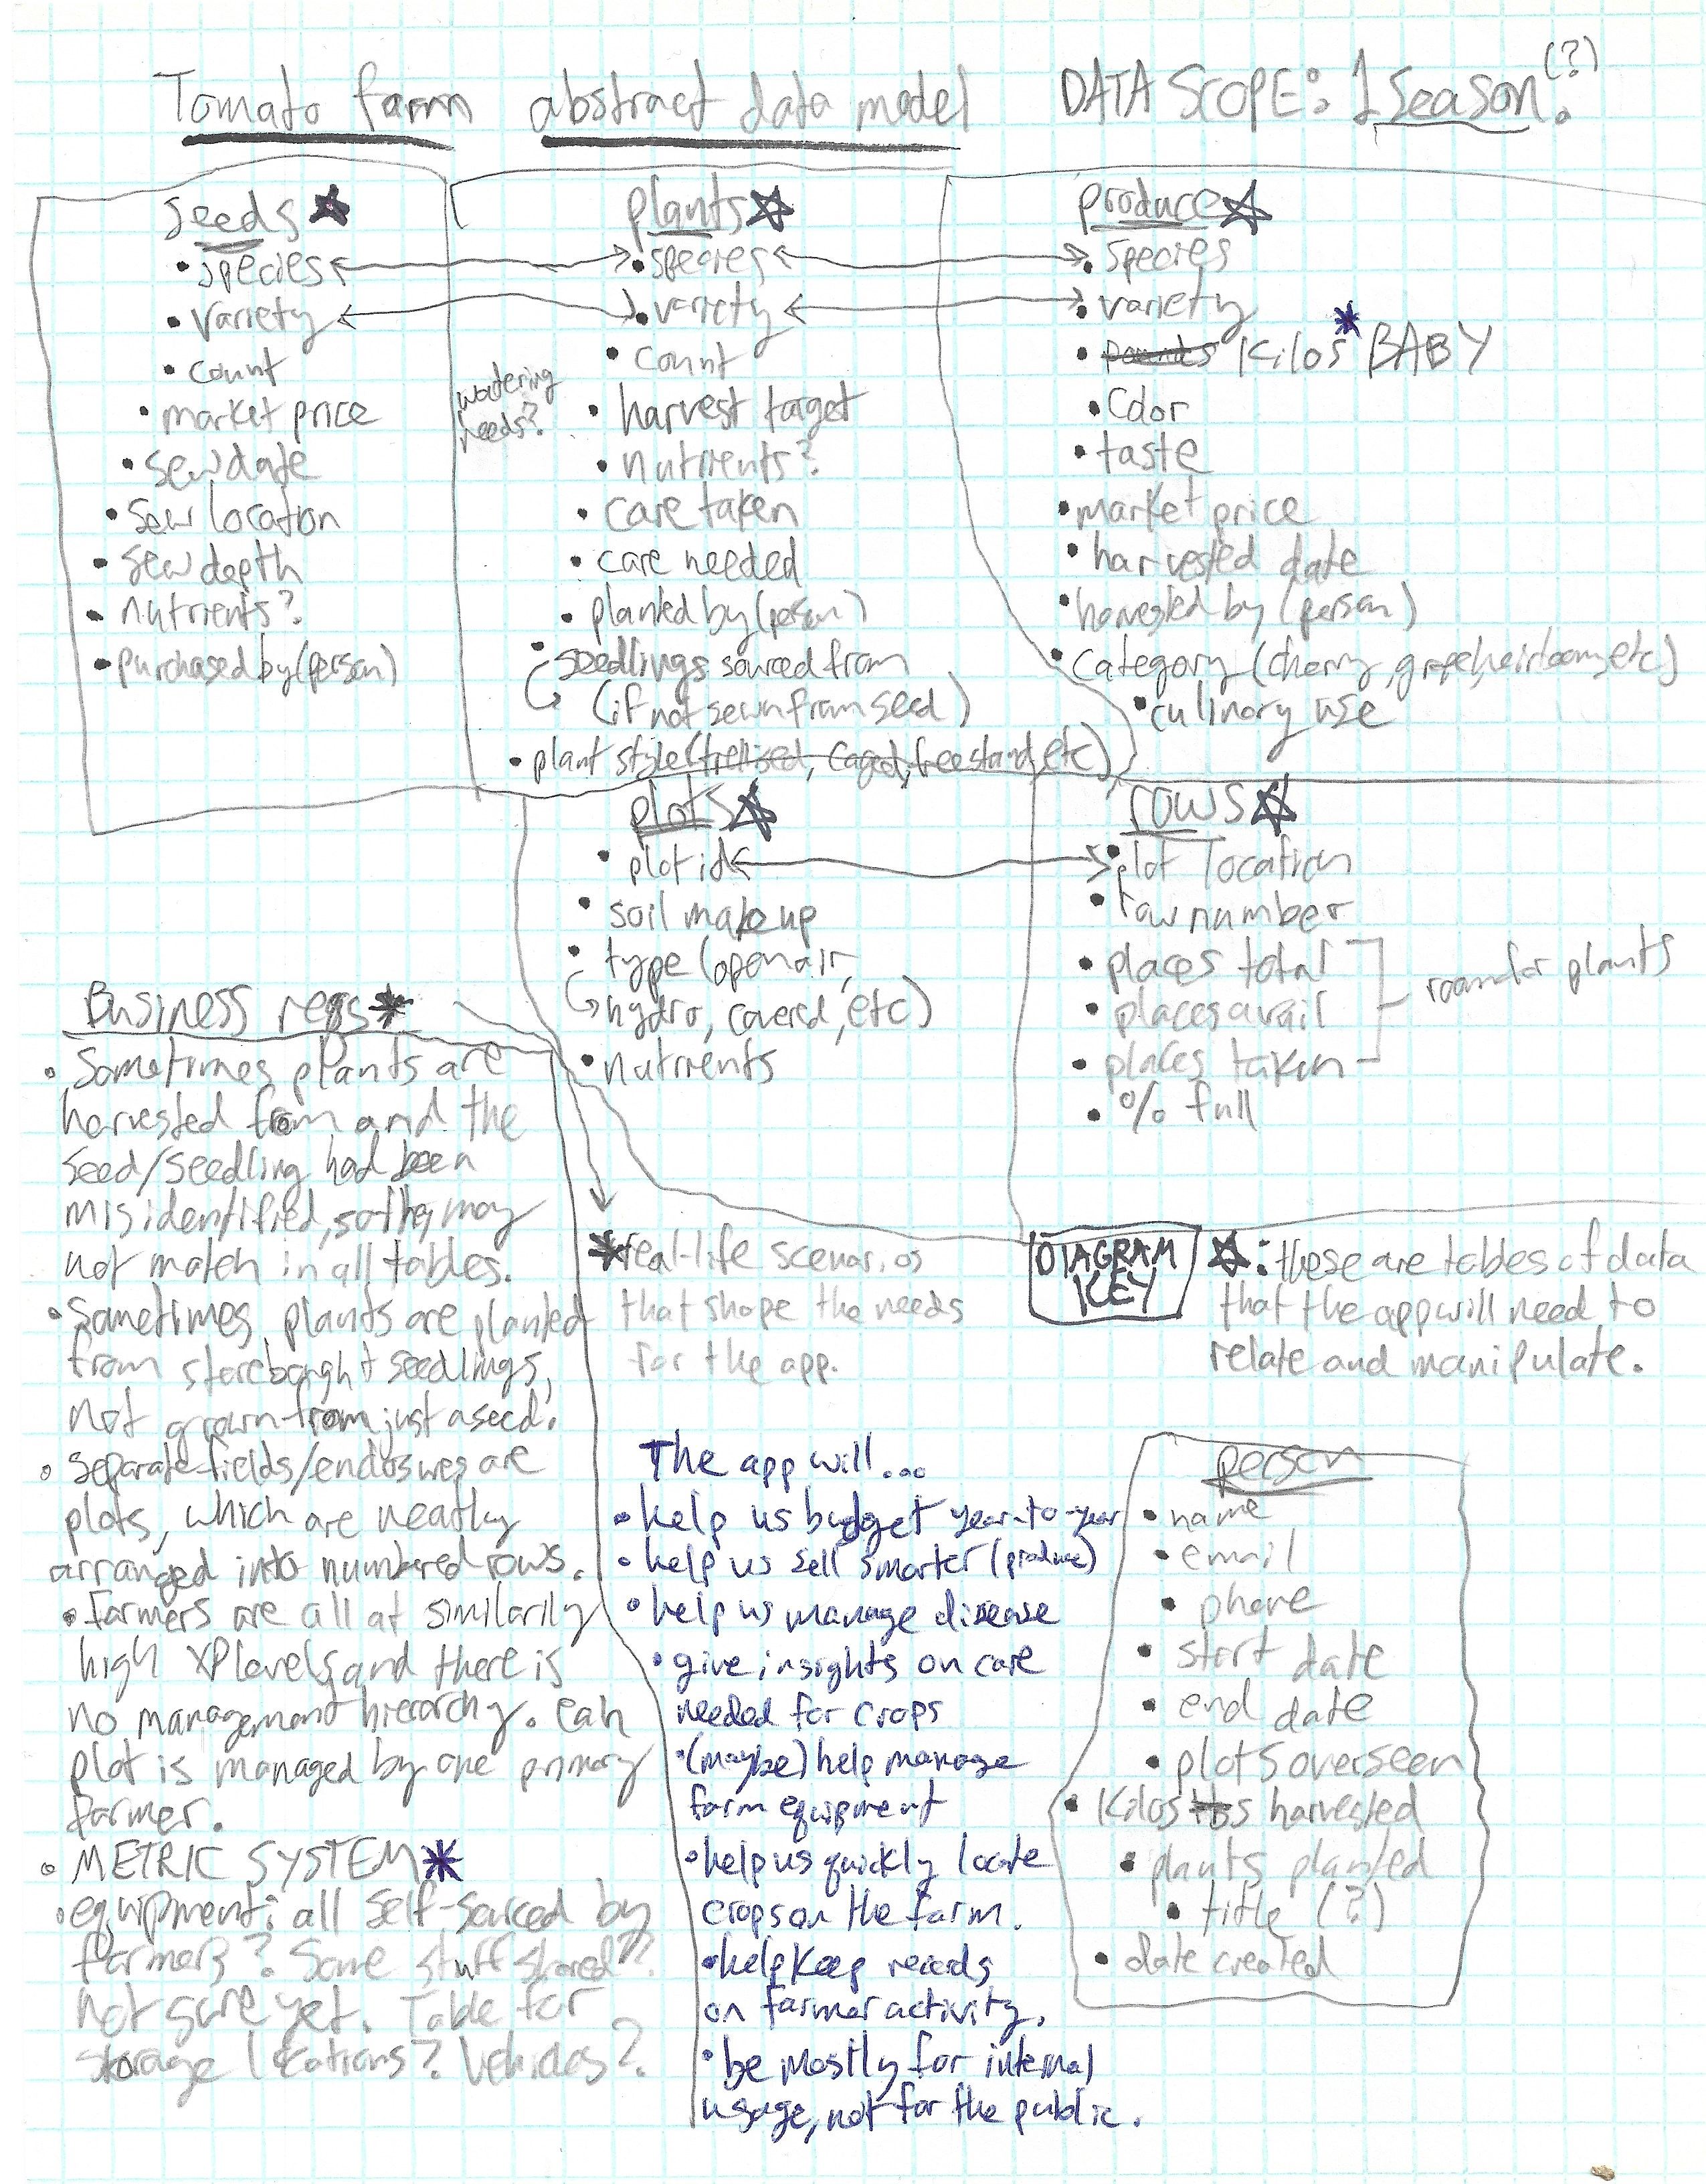 Tomato farm abstract data model
DATA SCOPE: 1 Season. (?)
seeds
• species
• variety
• count
• market price
• sew date
• sew location
• sew depth
• nutrients?
• purchased by (person)
watering
needs?
plants
• species
• variety
• count
• harvest target
• nutrients?
• care taken
• care needed
• planted by (person)
• seedlings sourced from
(if not sewn from seed)
• plant style (trellised, caged, freestand, etc)
produce
• species
• variety
• pounds Kilos * BABY
• Color
• taste
• market price
• harvested date
• harvested by (person)
• category (cherry, grape, heirloom, etc)
• culinary use
plots
• plot id
• soil makeup
• type (open air,
hydro, covered, etc)
• nutrients
rows
• plot location
• row number
• places total
• places avail
• places taken
room for plants
• % full
Business reqs *
• Sometimes plants are
harvested from and the
seed/seedling had been
misidentified, so they may
not match in all tables.
• Sometimes plants are planted
from storebought seedlings,
not grown from just a seed.
• separate fields/enclosures are
plots, which are neatly
arranged into numbered rows.
• Farmers are all at similarily
high XP levels, and there is
no management hierarchy. Each
plot is managed by one primary
farmer.
• METRIC SYSTEM *
• equipment: all self-sourced by
farmers? Some stuff shared?
not sure yet. Table for
storage locations? Vehicles?
* real-life scenarios
that shape the needs
for the app.
DIAGRAM
KEY
☆: these are tables of data
that the app will need to
relate and manipulate.
The app will...
• help us budget year-to-year
• help us sell smarter (produce)
• help us manage disease
• give insights on care
needed for crops
• (maybe) help manage
farm equipment
• help us quickly locate
crops on the farm.
• help keep records
on farmer activity.
• be mostly for internal
usage, not for the public.
person
• name
• email
• phone
• start date
• end date
• plots overseen
• Kilos lbs harvested
• plants planted
• title (?)
• date created